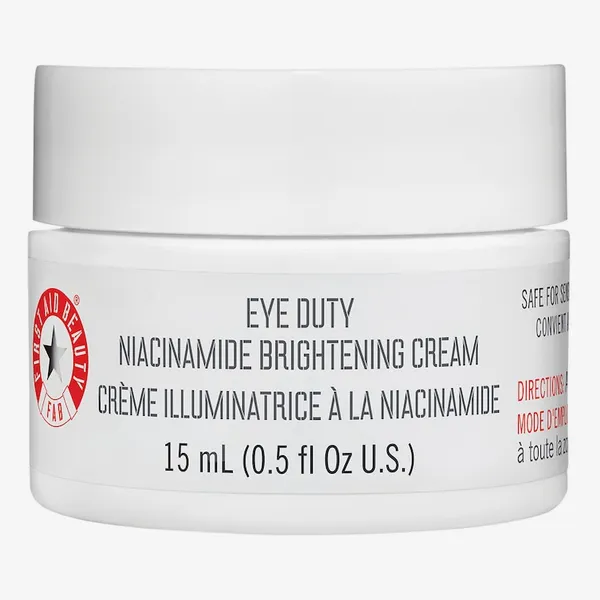 FIRST AID BEAUTY
FAB
EYE DUTY
NIACINAMIDE BRIGHTENING CREAM
CRÈME ILLUMINATRICE À LA NIACINAMIDE
15 mL (0.5 fl Oz U.S.)
SAFE FOR
CONVIENT
DIRECTIONS:
MODE D'EMPL
à toute la